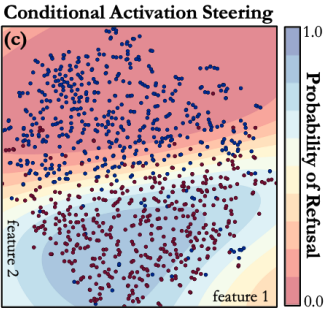 Conditional Activation Steering
(c)
1.0
Probability of Refusal
feature 2
feature 1
0.0